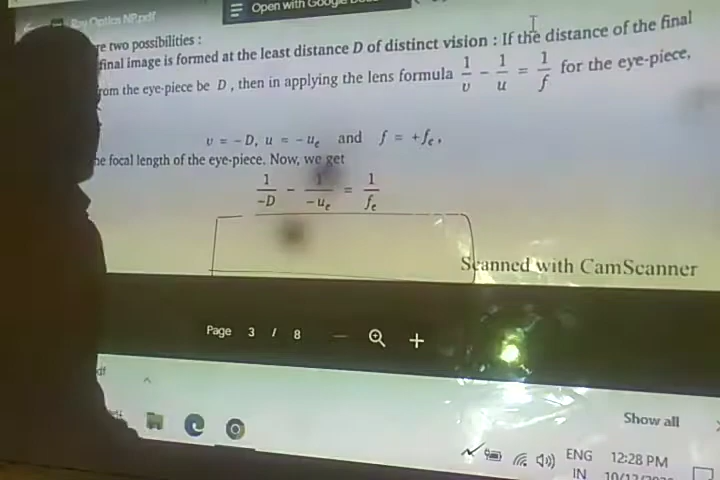 Ray Optics NP.pdf
Open with Google
re two possibilities :
final image is formed at the least distance D of distinct vision : If the distance of the final
rom the eye-piece be D , then in applying the lens formula 1/v - 1/u = 1/f for the eye-piece,
v = - D, u = - uₑ and f = + fₑ,
he focal length of the eye-piece. Now, we get
1/-D - 1/-uₑ = 1/fₑ
Scanned with CamScanner
Page 3 / 8
df
Show all
ENG 12:28 PM
IN